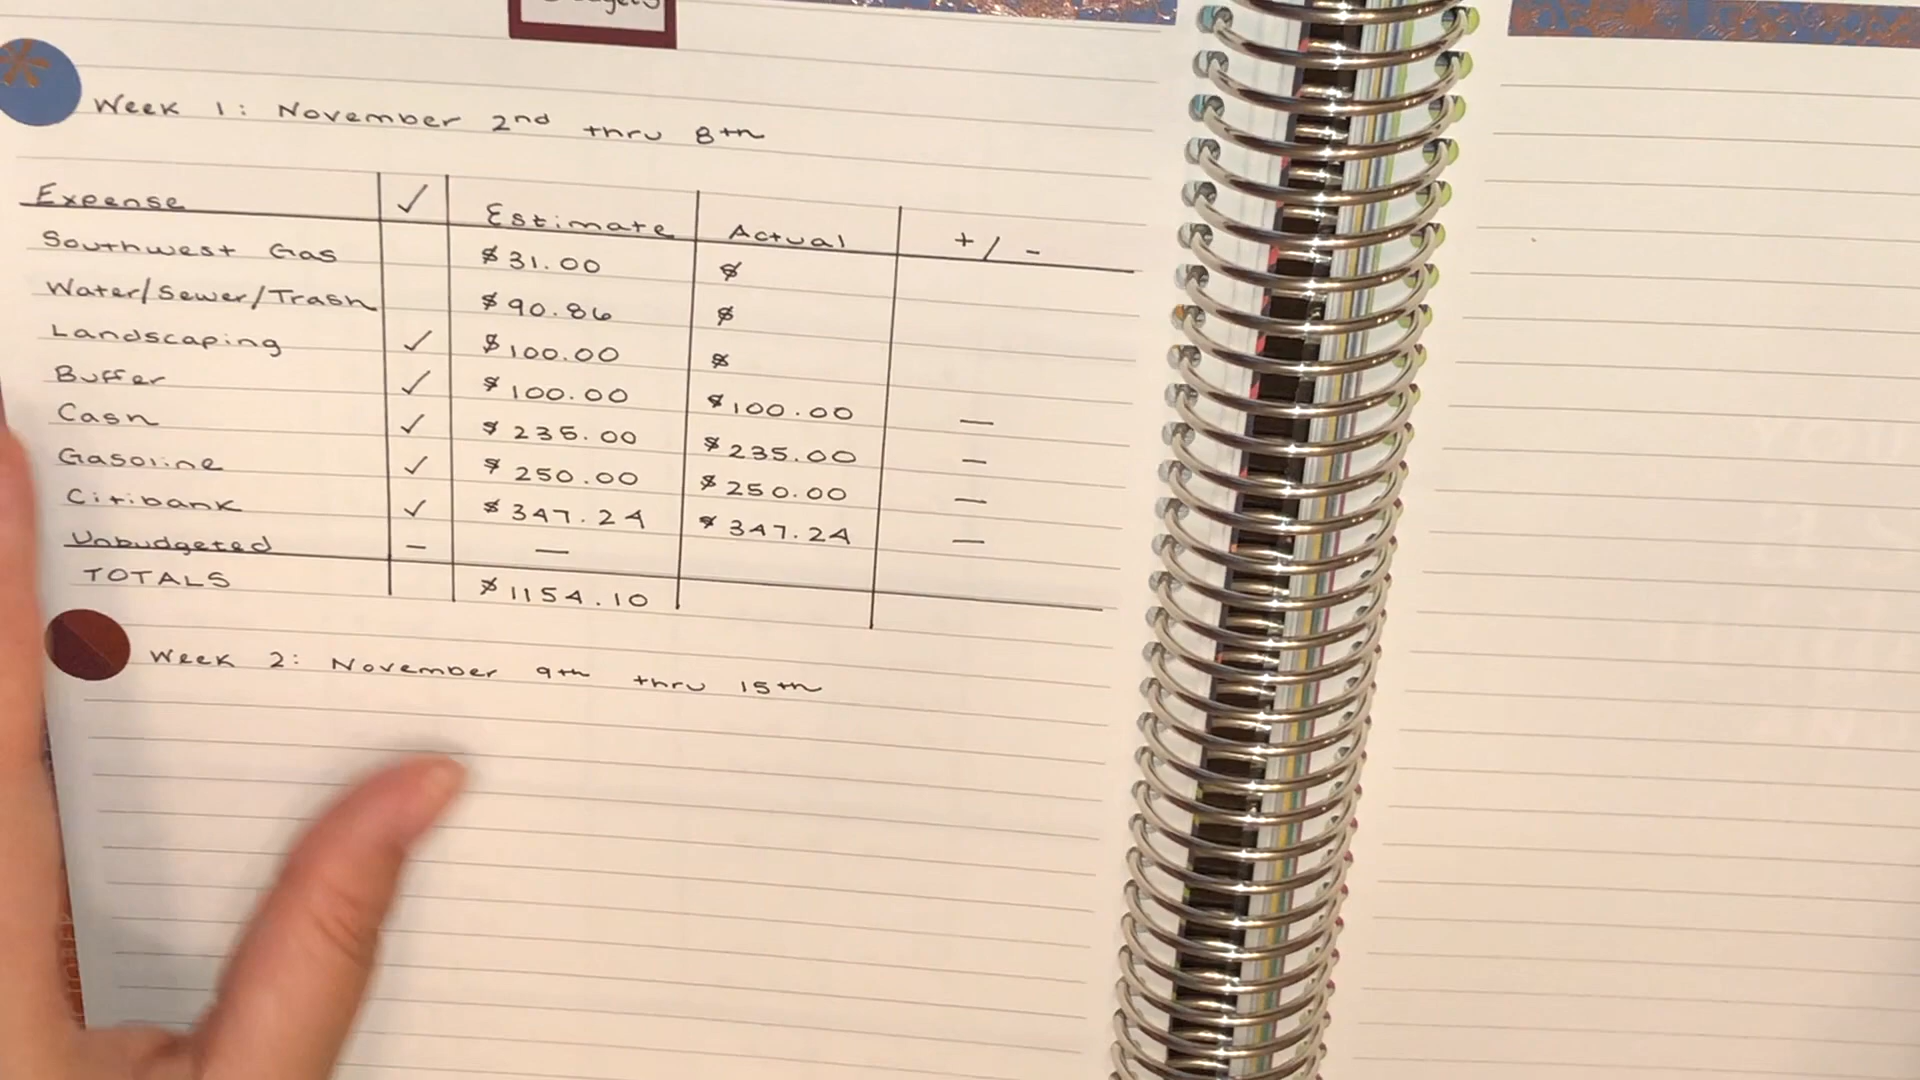 Week 1: November 2nd thru 8th
Expense ✓ Estimate Actual + / -
Southwest Gas $31.00 $
Water/Sewer/Trash $90.86 $
Landscaping ✓ $100.00 $
Buffer ✓ $100.00 $100.00 —
Cash ✓ $235.00 $235.00 —
Gasoline ✓ $250.00 $250.00 —
Citibank ✓ $347.24 $347.24 —
Unbudgeted — —
TOTALS $1154.10
Week 2: November 9th thru 15th